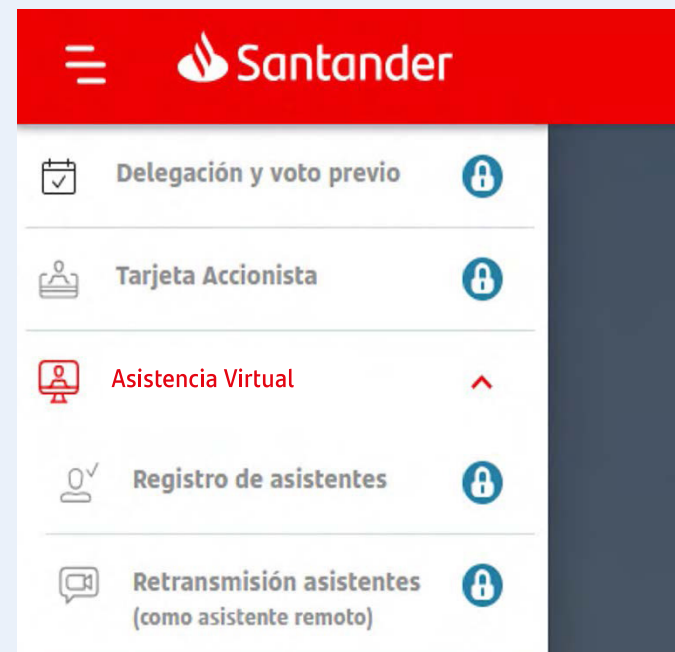 Santander
Delegación y voto previo
Tarjeta Accionista
Asistencia Virtual
Registro de asistentes
Retransmisión asistentes
(como asistente remoto)